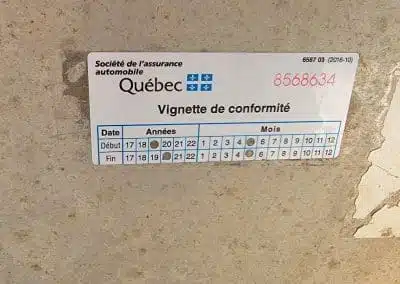 Société de l'assurance
automobile
Québec
6587 03 (2016-10)
8568634
Vignette de conformité
Date Années Mois
Début 17 18 20 21 22 1 2 3 4 6 7 8 9 10 11 12
Fin 17 18 19 21 22 1 2 3 4 6 7 8 9 10 11 12